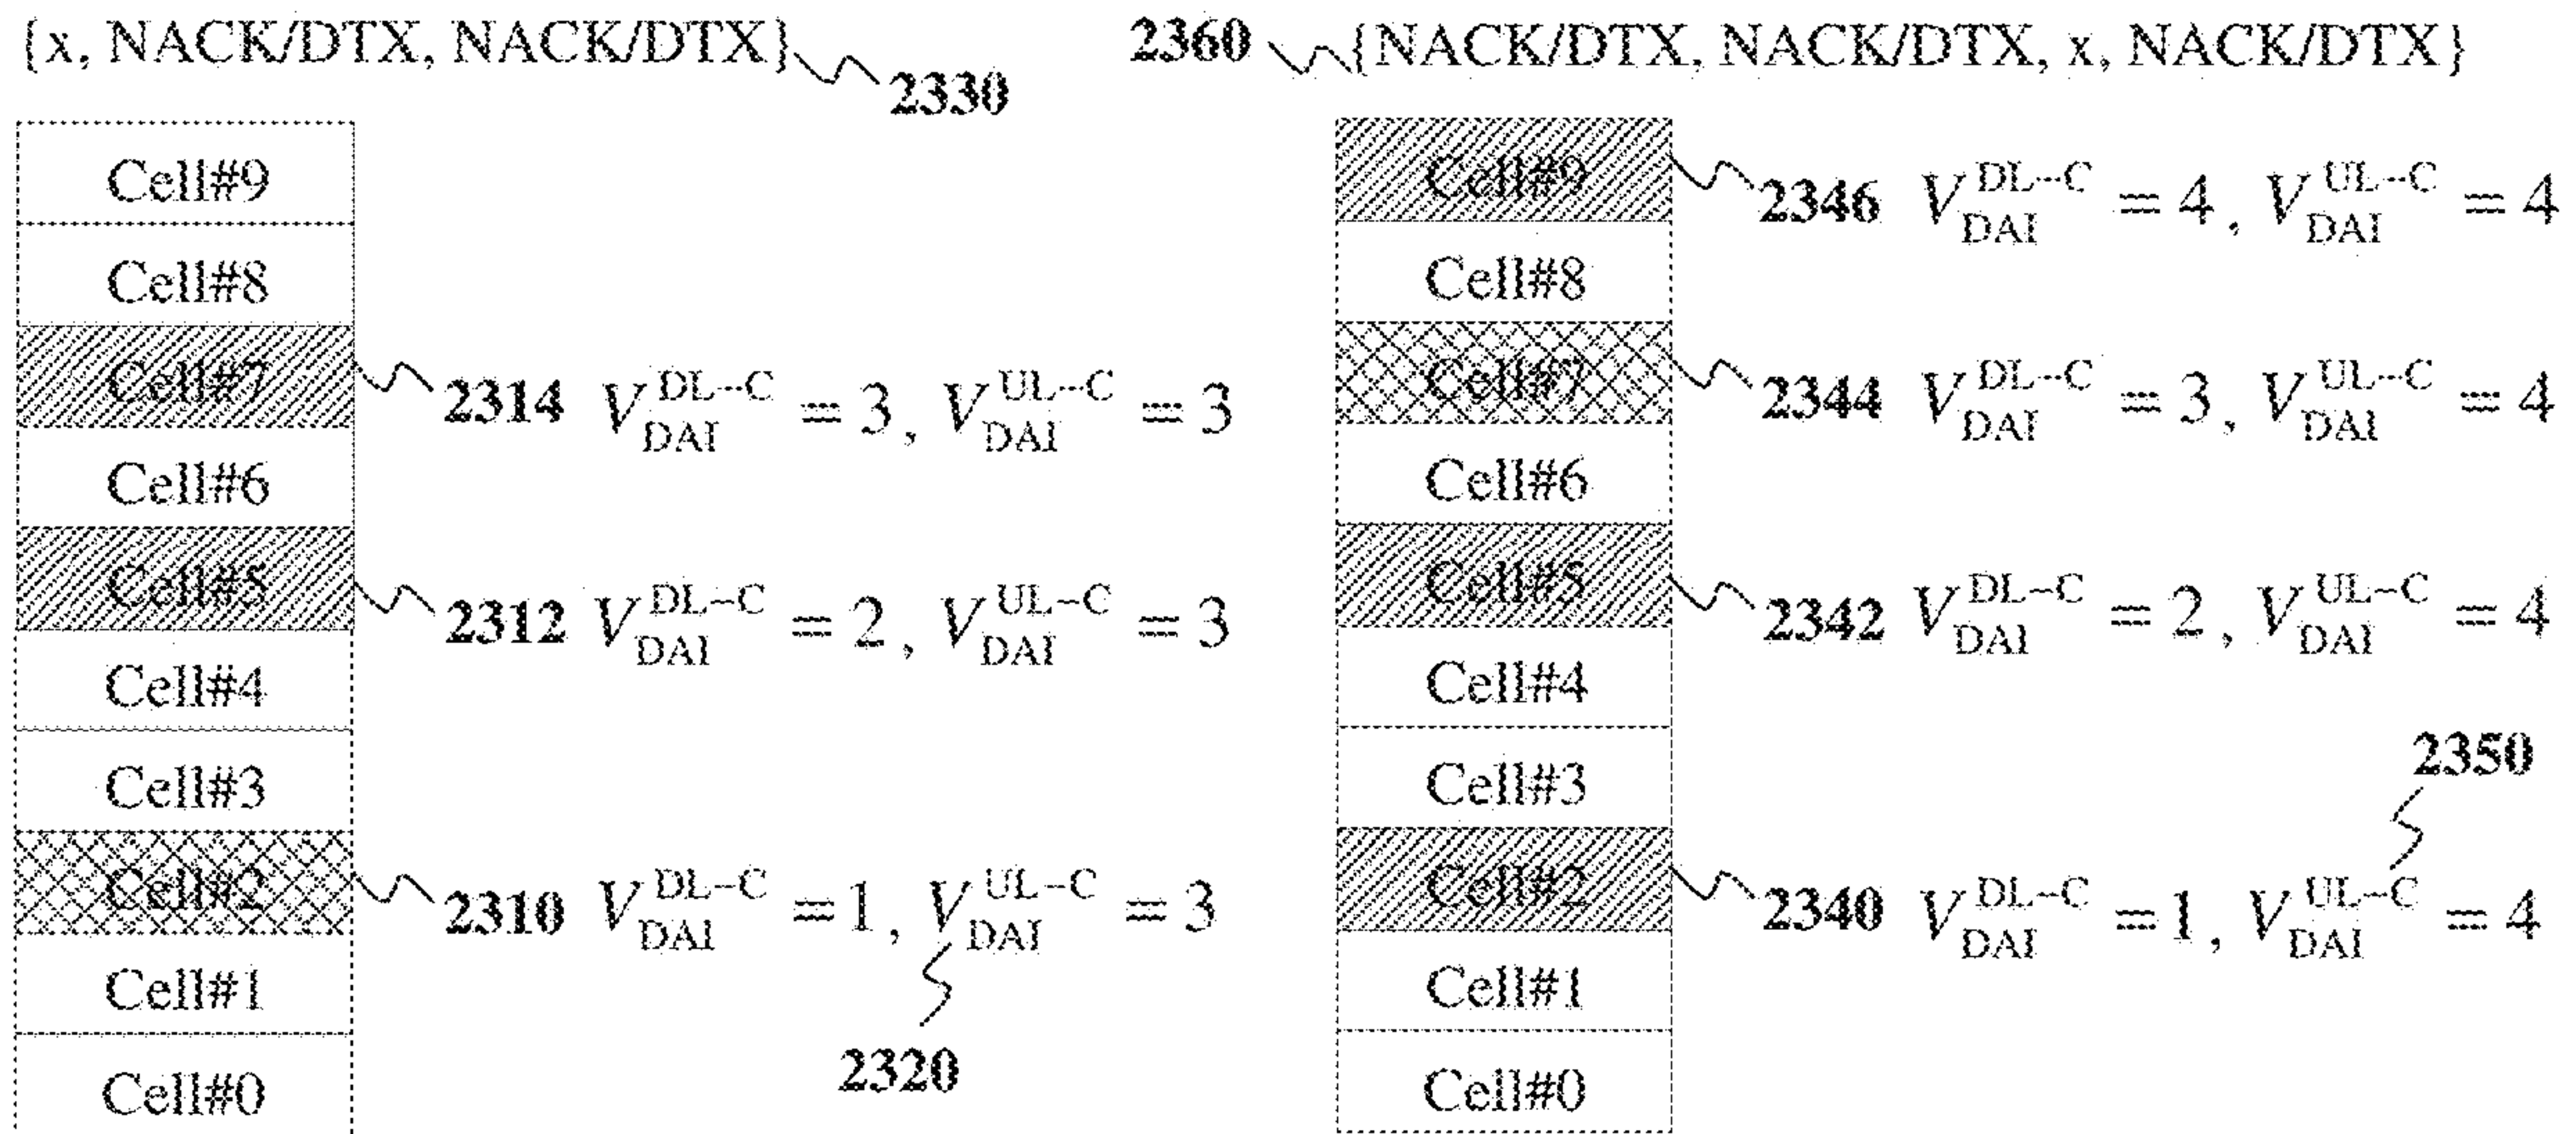 {x, NACK/DTX, NACK/DTX}
2330
Cell#9
Cell#8
Cell#7
2314 V_DAI^DL-C = 3, V_DAI^UL-C = 3
Cell#6
Cell#5
2312 V_DAI^DL-C = 2, V_DAI^UL-C = 3
Cell#4
Cell#3
Cell#2
2310 V_DAI^DL-C = 1, V_DAI^UL-C = 3
Cell#1
2320
Cell#0
2360 {NACK/DTX, NACK/DTX, x, NACK/DTX}
Cell#9
2346 V_DAI^DL-C = 4, V_DAI^UL-C = 4
Cell#8
Cell#7
2344 V_DAI^DL-C = 3, V_DAI^UL-C = 4
Cell#6
Cell#5
2342 V_DAI^DL-C = 2, V_DAI^UL-C = 4
Cell#4
Cell#3
2350
Cell#2
2340 V_DAI^DL-C = 1, V_DAI^UL-C = 4
Cell#1
Cell#0